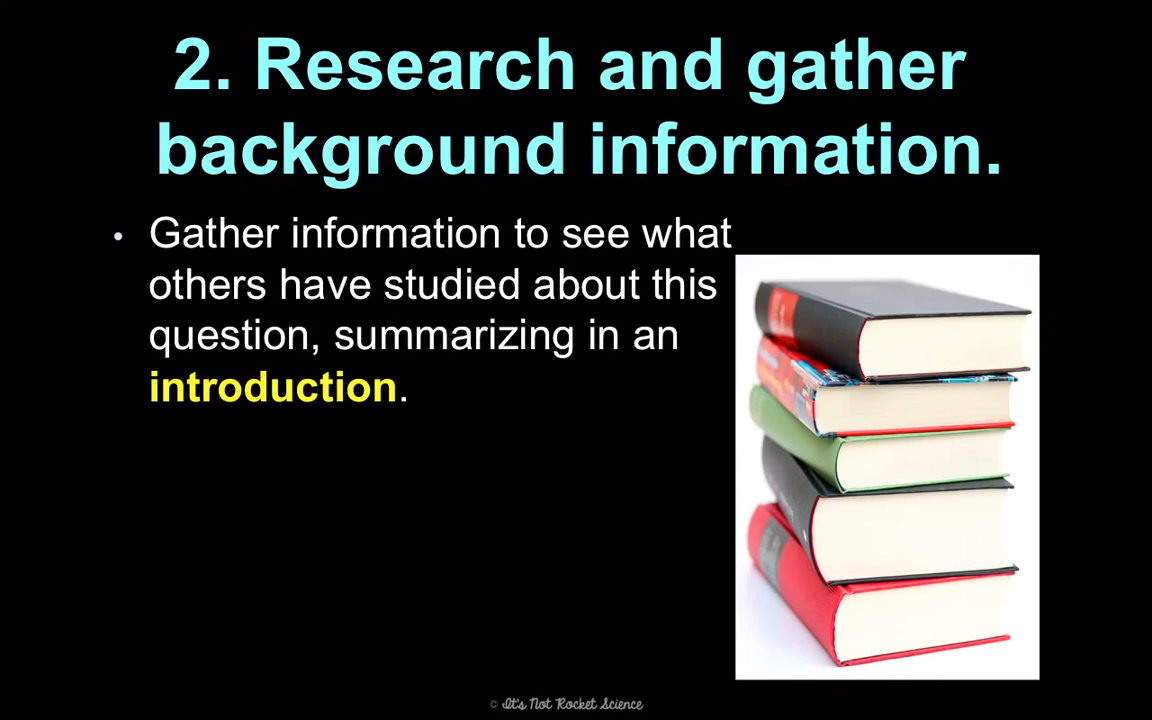 2. Research and gather
background information.
• Gather information to see what
others have studied about this
question, summarizing in an
introduction.
© It's Not Rocket Science